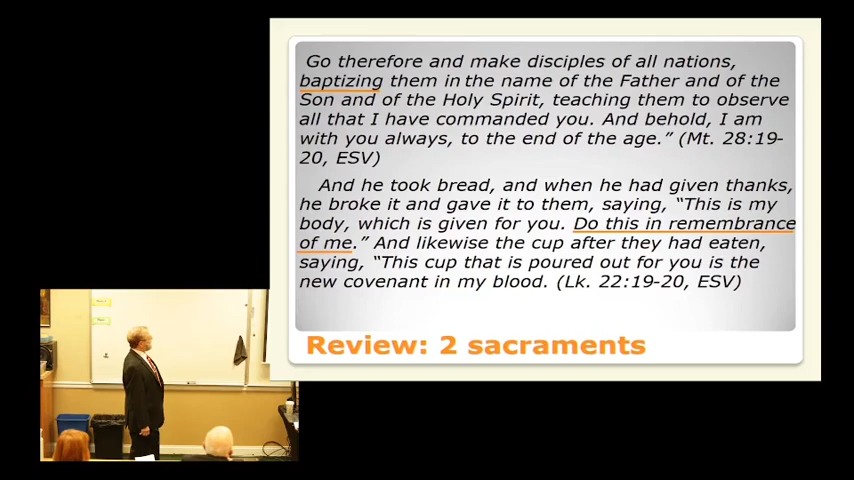 Go therefore and make disciples of all nations,
baptizing them in the name of the Father and of the
Son and of the Holy Spirit, teaching them to observe
all that I have commanded you. And behold, I am
with you always, to the end of the age.” (Mt. 28:19-
20, ESV)
And he took bread, and when he had given thanks,
he broke it and gave it to them, saying, “This is my
body, which is given for you. Do this in remembrance
of me.” And likewise the cup after they had eaten,
saying, “This cup that is poured out for you is the
new covenant in my blood. (Lk. 22:19-20, ESV)
Review: 2 sacraments